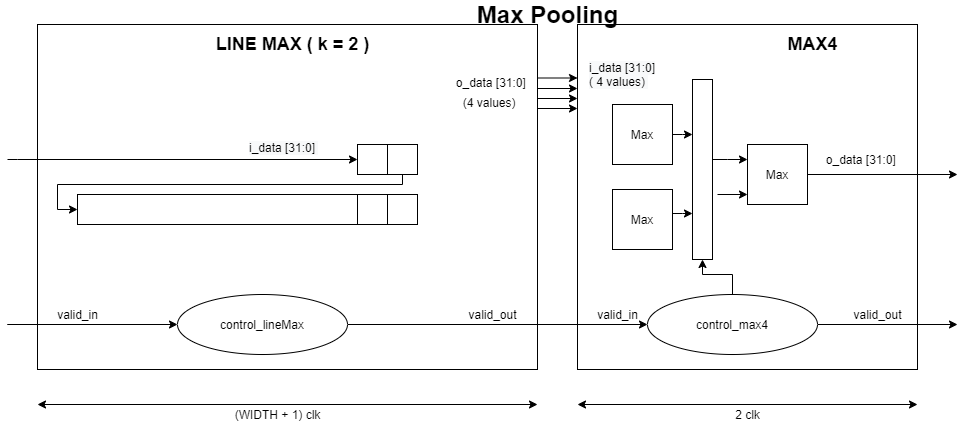 Max Pooling
LINE MAX ( k = 2 )
MAX4
o_data [31:0]
(4 values)
i_data [31:0]
( 4 values)
i_data [31:0]
Max
Max
Max
o_data [31:0]
valid_in
control_lineMax
valid_out
valid_in
control_max4
valid_out
(WIDTH + 1) clk
2 clk